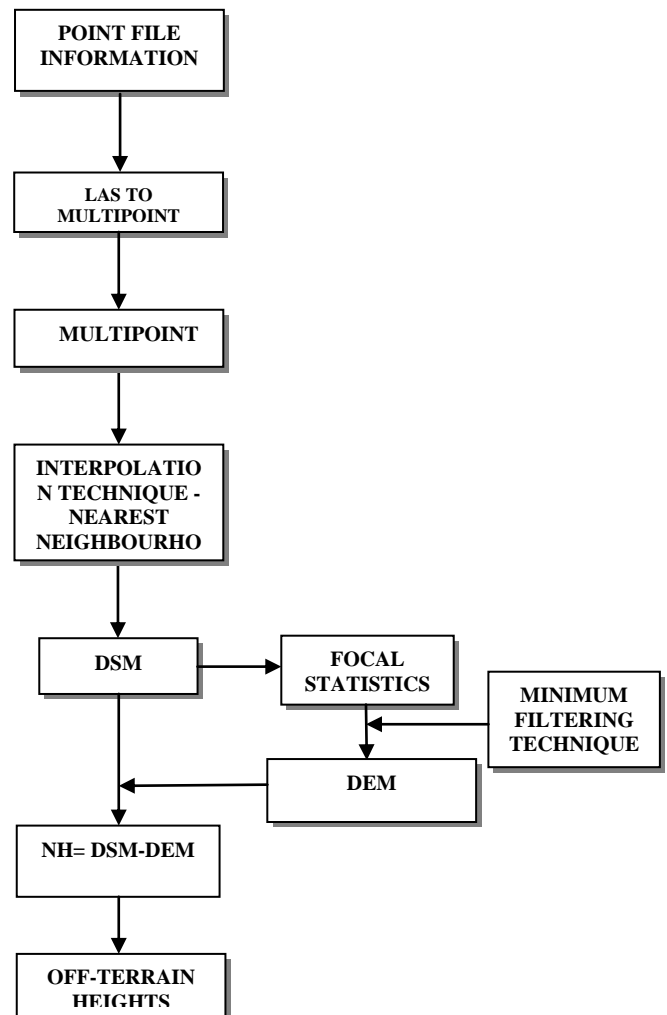 POINT FILE
INFORMATION
LAS TO
MULTIPOINT
MULTIPOINT
INTERPOLATIO
N TECHNIQUE -
NEAREST
NEIGHBOURHO
DSM
FOCAL
STATISTICS
MINIMUM
FILTERING
TECHNIQUE
DEM
NH= DSM-DEM
OFF-TERRAIN
HEIGHTS